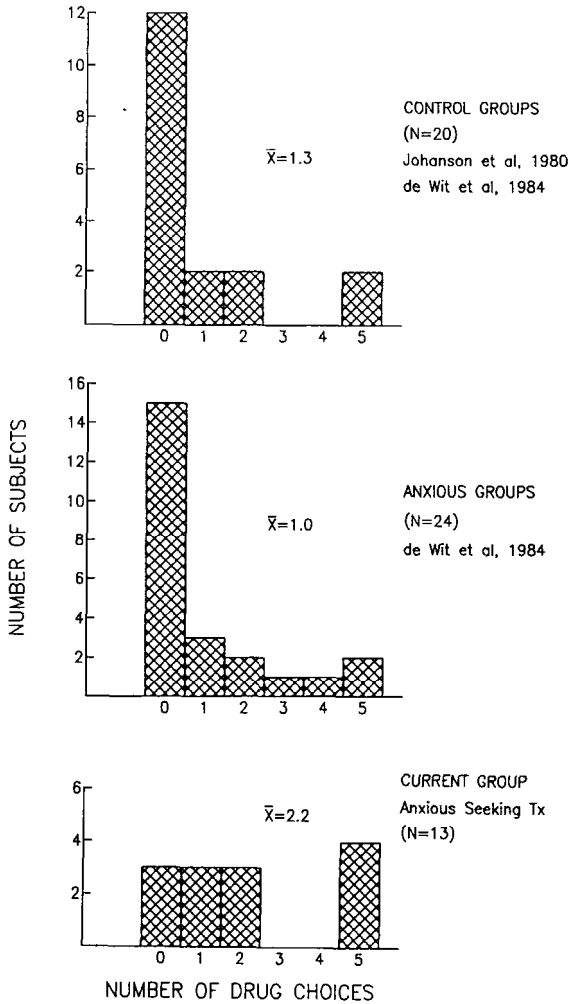 12
10
8
6
4
2
0 1 2 3 4 5
X̄=1.3
CONTROL GROUPS
(N=20)
Johanson et al, 1980
de Wit et al, 1984
16
14
12
10
8
6
4
2
0 1 2 3 4 5
X̄=1.0
ANXIOUS GROUPS
(N=24)
de Wit et al, 1984
NUMBER OF SUBJECTS
6
4
2
0 1 2 3 4 5
X̄=2.2
CURRENT GROUP
Anxious Seeking Tx
(N=13)
NUMBER OF DRUG CHOICES